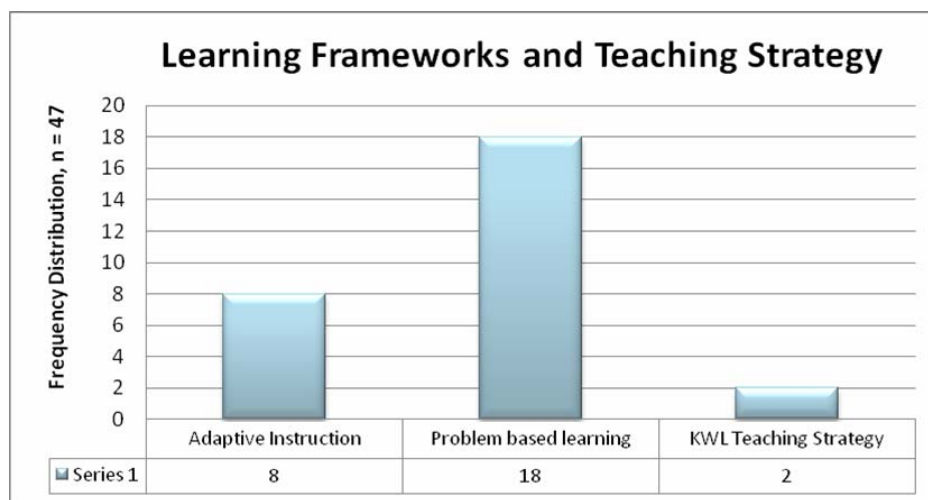 Learning Frameworks and Teaching Strategy
Frequency Distribution, n = 47
20
18
16
14
12
10
8
6
4
2
0
Adaptive Instruction Problem based learning KWL Teaching Strategy
Series 1 8 18 2